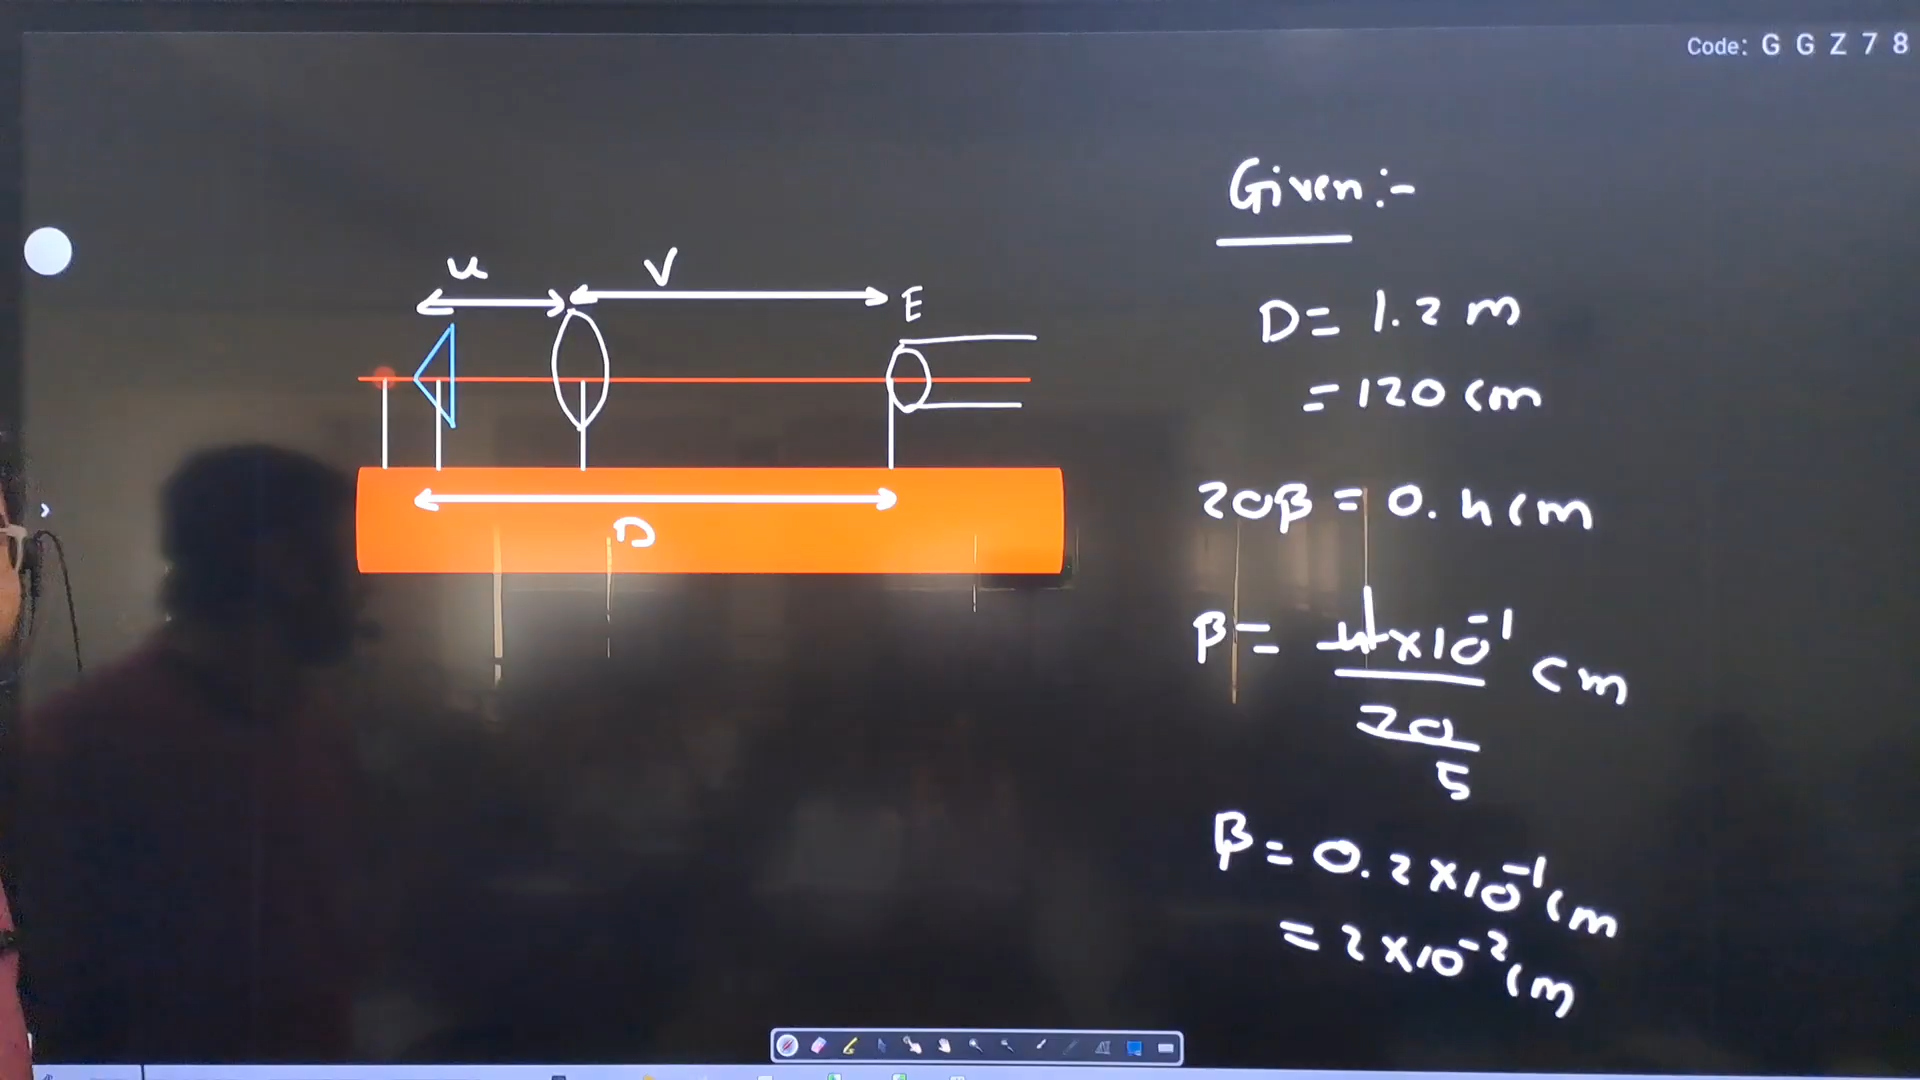 Code: G G Z 7 8
u
V
E
D
Given :-
D = 1.2 m
= 120 cm
20β = 0.4 cm
β = 4 × 10⁻¹ cm
20
5
β = 0.2 × 10⁻¹ cm
= 2 × 10⁻² cm